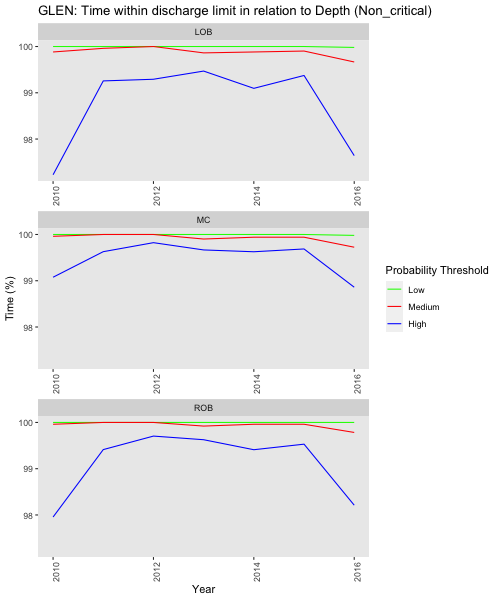 GLEN: Time within discharge limit in relation to Depth (Non_critical)
LOB
100
99
98
2010
2012
2014
2016
MC
100
99
98
2010
2012
2014
2016
Time (%)
Probability Threshold
Low
Medium
High
ROB
100
99
98
2010
2012
2014
2016
Year